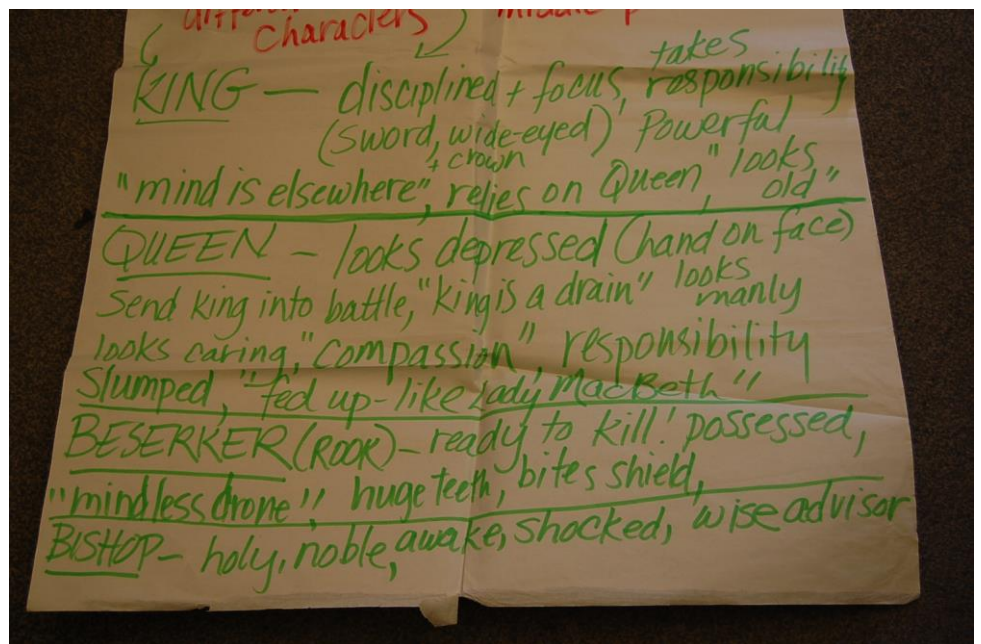 characters
KING — disciplined + focus, takes responsibility
(sword, wide-eyed) Powerful
+ crown
"mind is elsewhere", relies on Queen, "looks old"
QUEEN - looks depressed (hand on face)
Send king into battle, "king is a drain" looks manly
looks caring, "compassion", responsibility
Slumped, "fed up-like Lady MacBeth"
BESERKER (ROOK) - ready to kill! possessed,
"mindless drone", huge teeth, bites shield,
BISHOP - holy, noble, awake, shocked, wise advisor